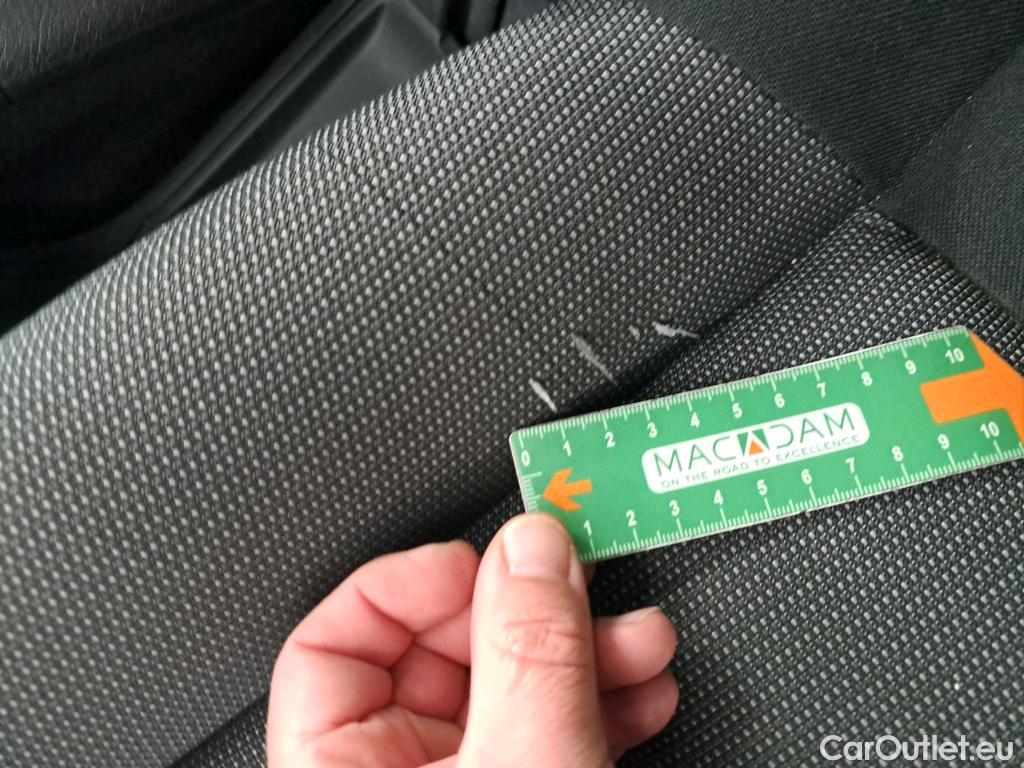 0 1 2 3 4 5 6 7 8 9 10
MACADAM
ON THE ROAD TO EXCELLENCE
1 2 3 4 5 6 7 8 9 10
CarOutlet.eu